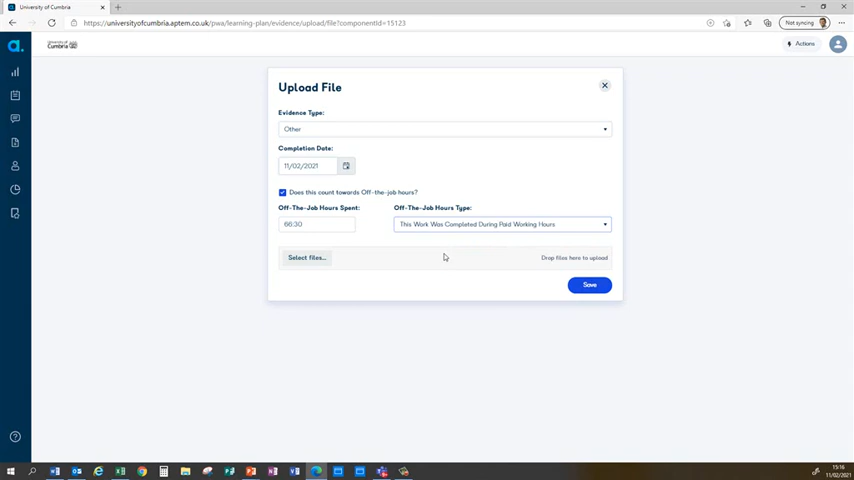 University of Cumbria
https://universityofcumbria.aptem.co.uk/pwa/learning-plan/evidence/upload/file?componentId=15123
Not syncing
a.
University of
Cumbria
Actions
Upload File
Evidence Type:
Other
Completion Date:
11/02/2021
Does this count towards Off-the-job hours?
Off-The-Job Hours Spent: Off-The-Job Hours Type:
66:30 This Work Was Completed During Paid Working Hours
Select files... Drop files here to upload
Save
15:16
11/02/2021